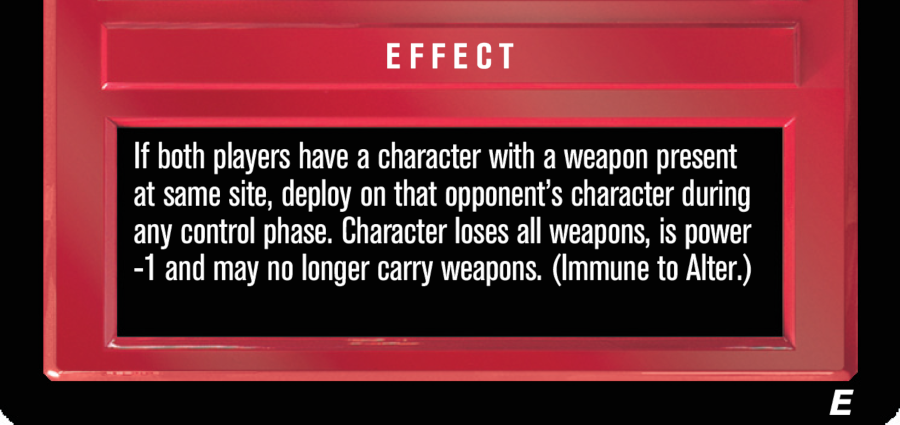 EFFECT
If both players have a character with a weapon present
at same site, deploy on that opponent’s character during
any control phase. Character loses all weapons, is power
-1 and may no longer carry weapons. (Immune to Alter.)
E